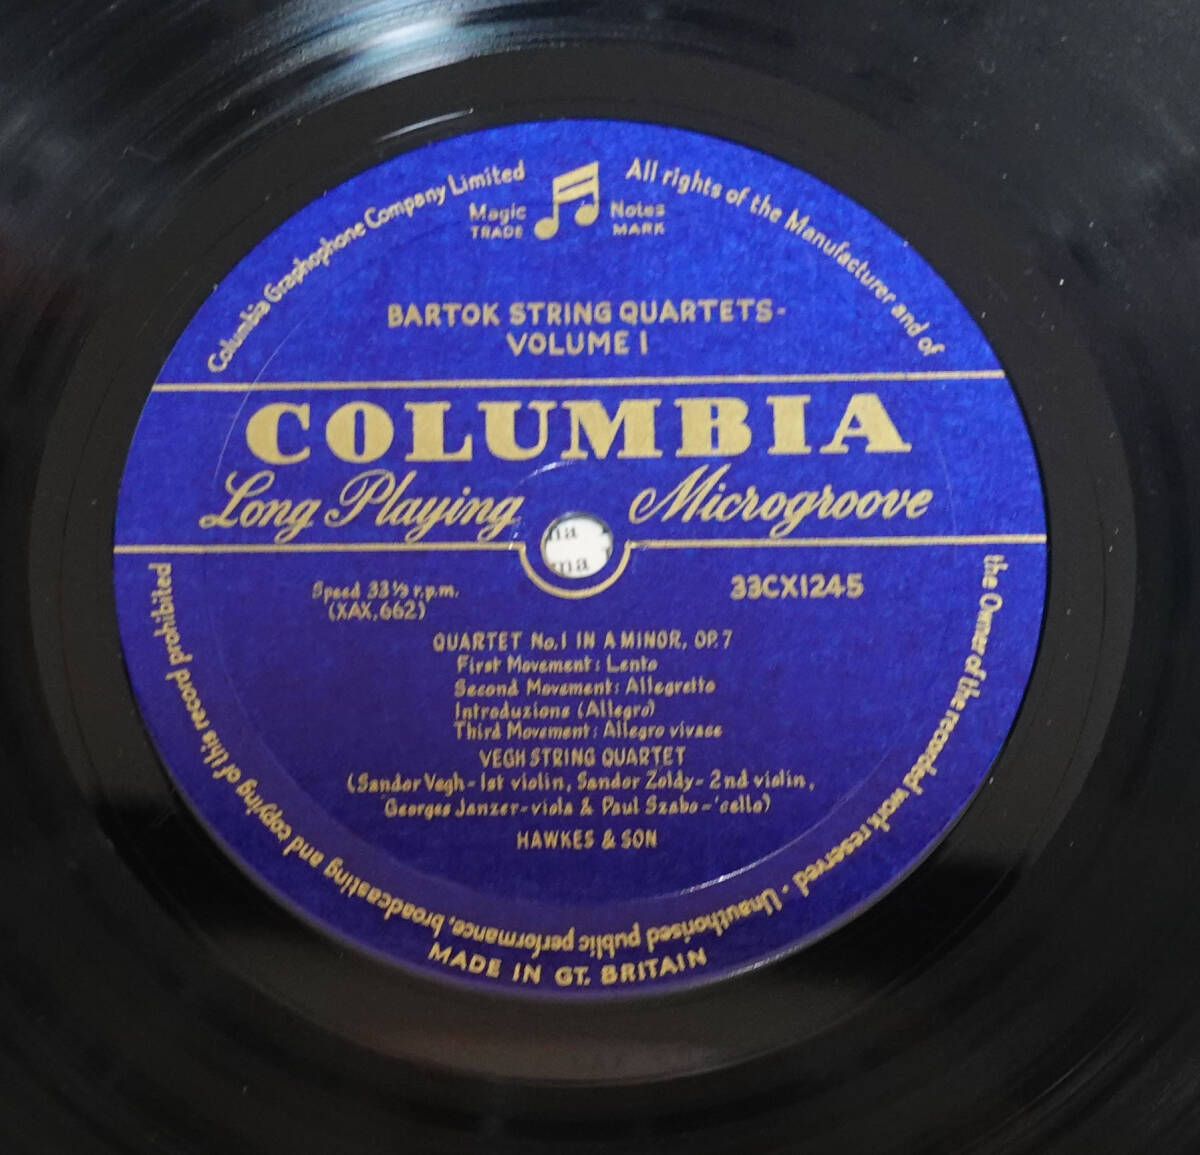 Columbia Graphophone Company Limited
All rights of the Manufacturer and of
the Owner of the recorded work reserved · Unauthorised public performance, broadcasting and copying of this record prohibited
Magic Notes
TRADE MARK
BARTOK STRING QUARTETS-
VOLUME I
COLUMBIA
Long Playing Microgroove
Speed 33⅓ r.p.m.
(XAX.662)
33CX1245
QUARTET No.1 IN A MINOR, OP.7
First Movement: Lento
Second Movement: Allegretto
Introduzione (Allegro)
Third Movement: Allegro vivace
VEGH STRING QUARTET
(Sandor Vegh-1st violin, Sandor Zoldy-2nd violin,
Georges Janzer-viola & Paul Szabo-'cello)
HAWKES & SON
MADE IN GT. BRITAIN